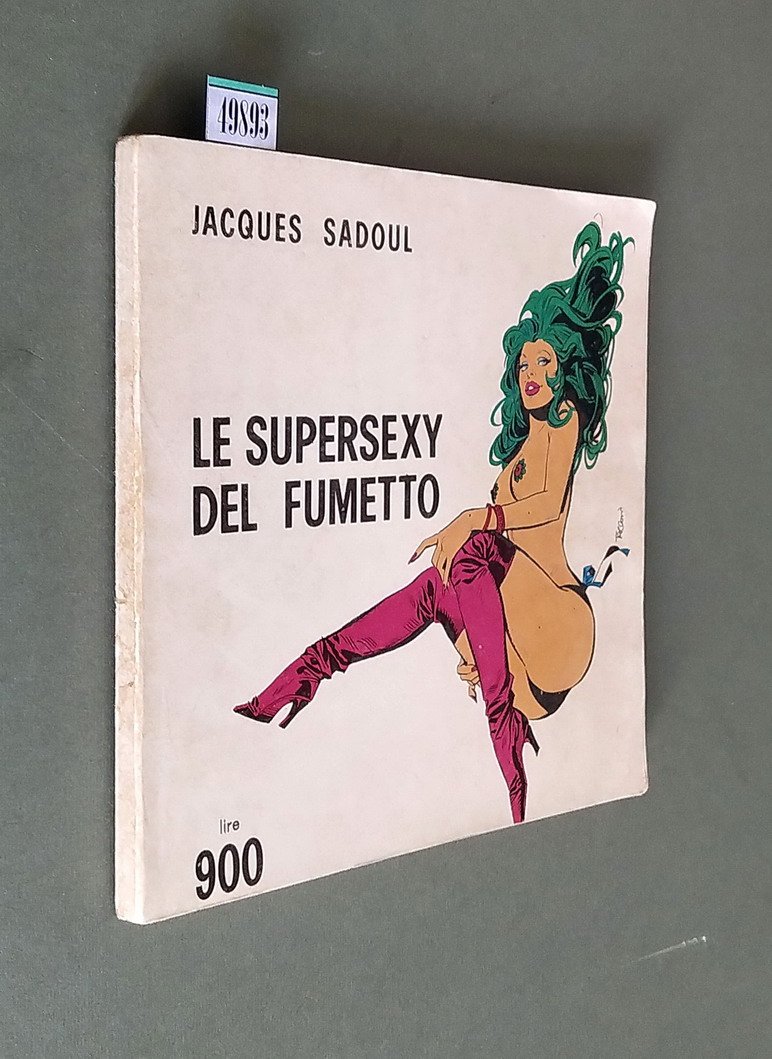 49893
JACQUES SADOUL
LE SUPERSEXY
DEL FUMETTO
lire
900